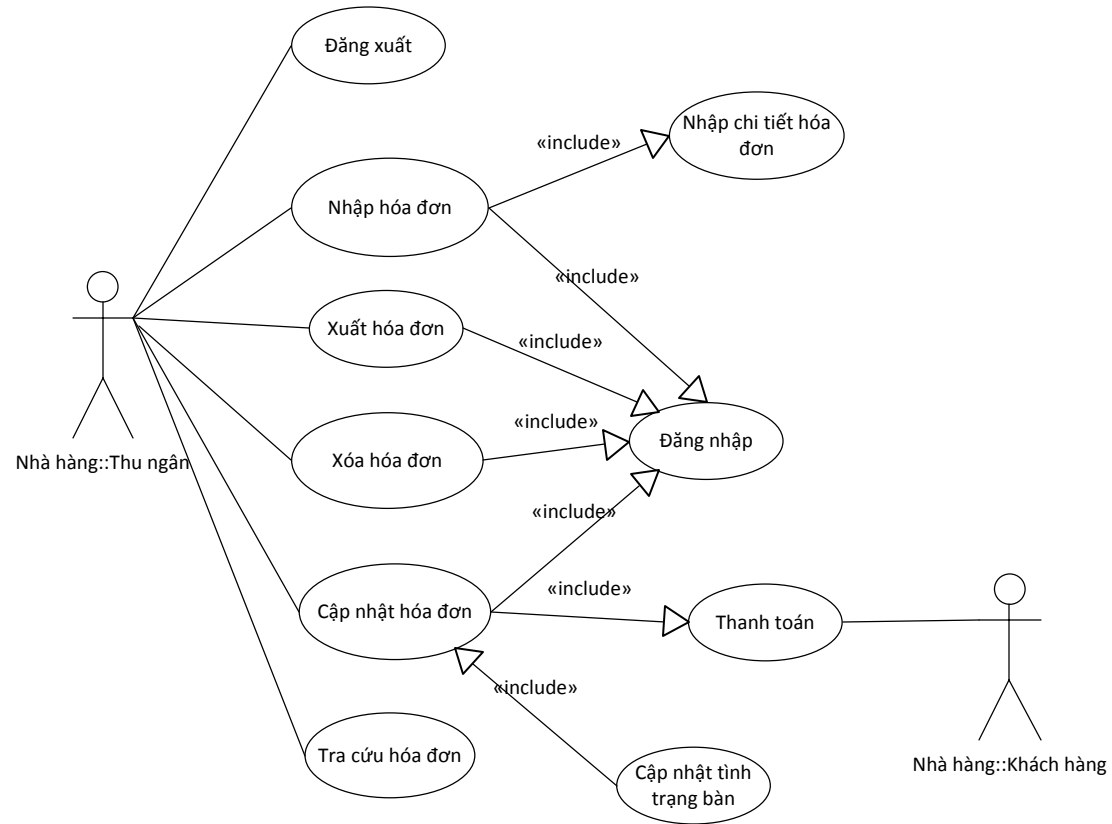 Đăng xuất
Nhập chi tiết hóa
đơn
«include»
Nhập hóa đơn
«include»
Xuất hóa đơn
«include»
«include»
Đăng nhập
Xóa hóa đơn
Nhà hàng::Thu ngân
«include»
«include»
Cập nhật hóa đơn
Thanh toán
«include»
Tra cứu hóa đơn
Cập nhật tình
trạng bàn
Nhà hàng::Khách hàng